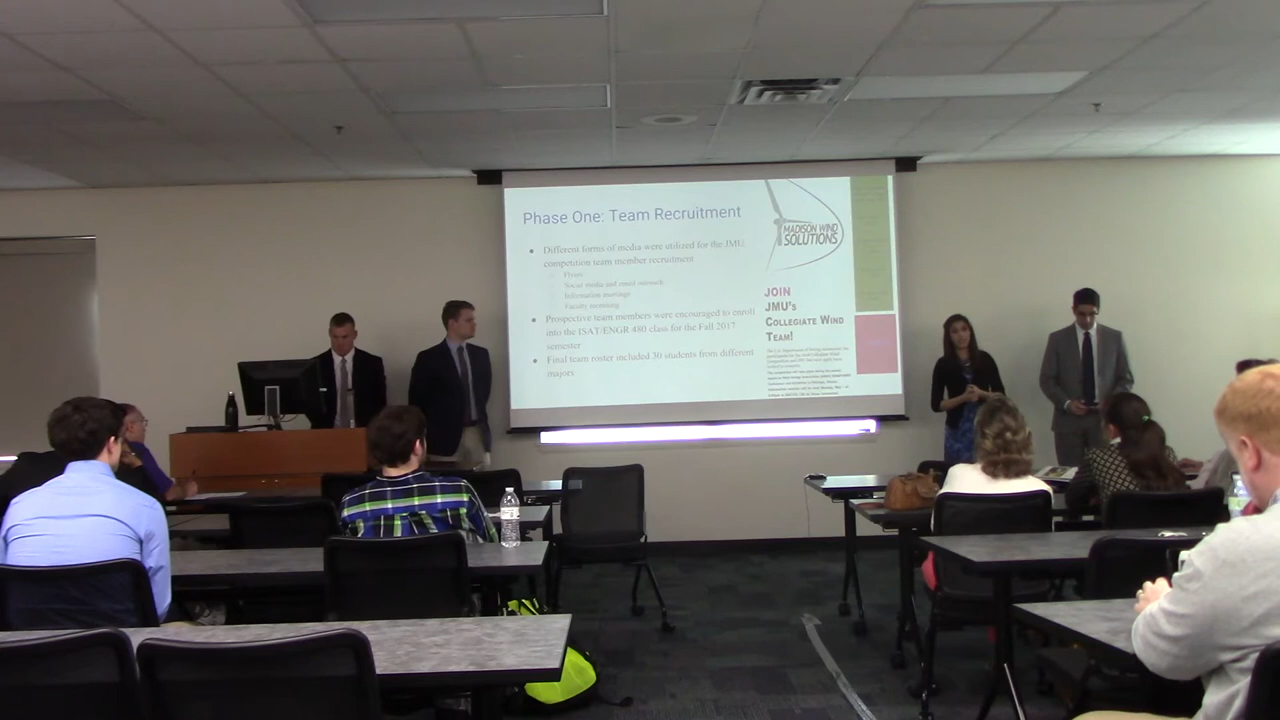 Phase One: Team Recruitment
Different forms of media were utilized for the JMU
competition team member recruitment
Flyers
Social media and email outreach
Information meetings
Faculty mentoring
Prospective team members were encouraged to enroll
into the ISAT/ENGR 480 class for the Fall 2017
semester
Final team roster included 30 students from different
majors.
MADISON WIND
SOLUTIONS
JOIN
JMU's
COLLEGIATE WIND
TEAM!